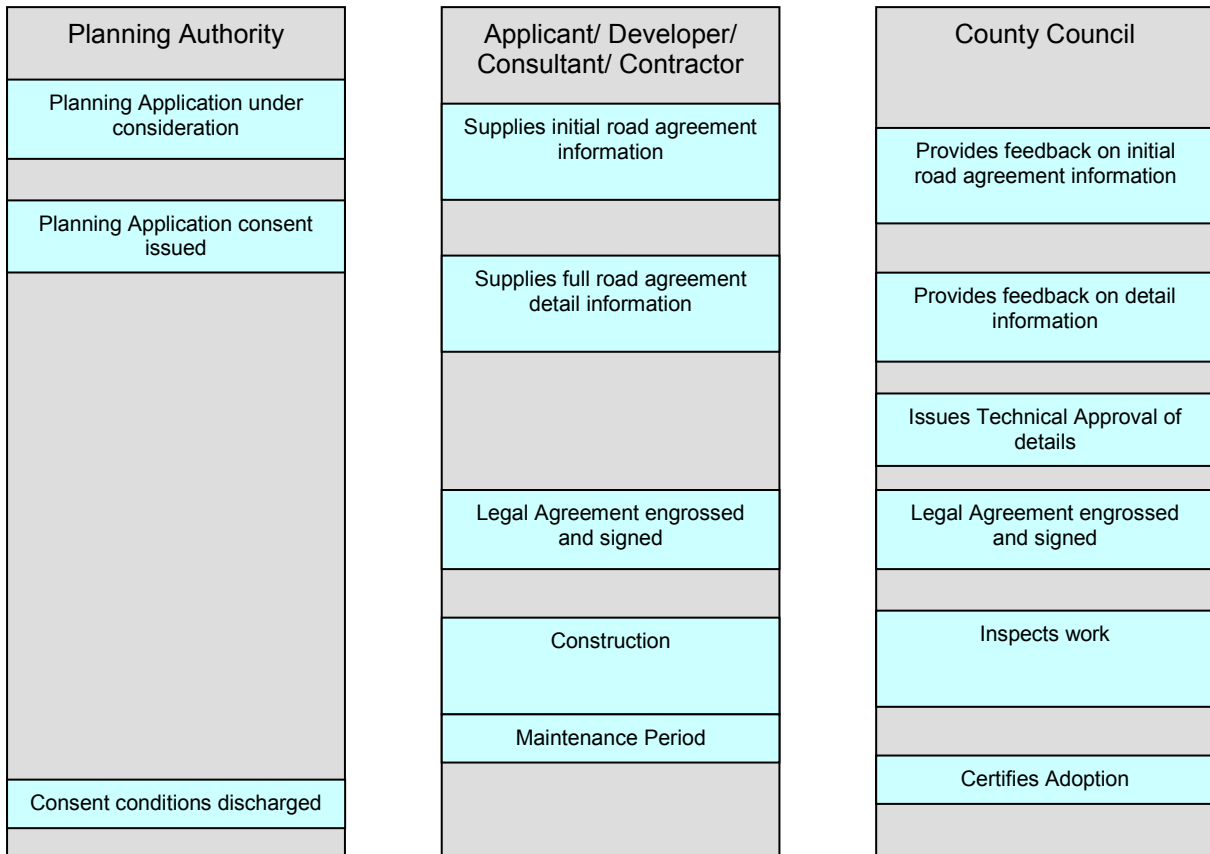 Planning Authority
Planning Application under
consideration
Planning Application consent
issued
Consent conditions discharged
Applicant/ Developer/
Consultant/ Contractor
Supplies initial road agreement
information
Supplies full road agreement
detail information
Legal Agreement engrossed
and signed
Construction
Maintenance Period
County Council
Provides feedback on initial
road agreement information
Provides feedback on detail
information
Issues Technical Approval of
details
Legal Agreement engrossed
and signed
Inspects work
Certifies Adoption